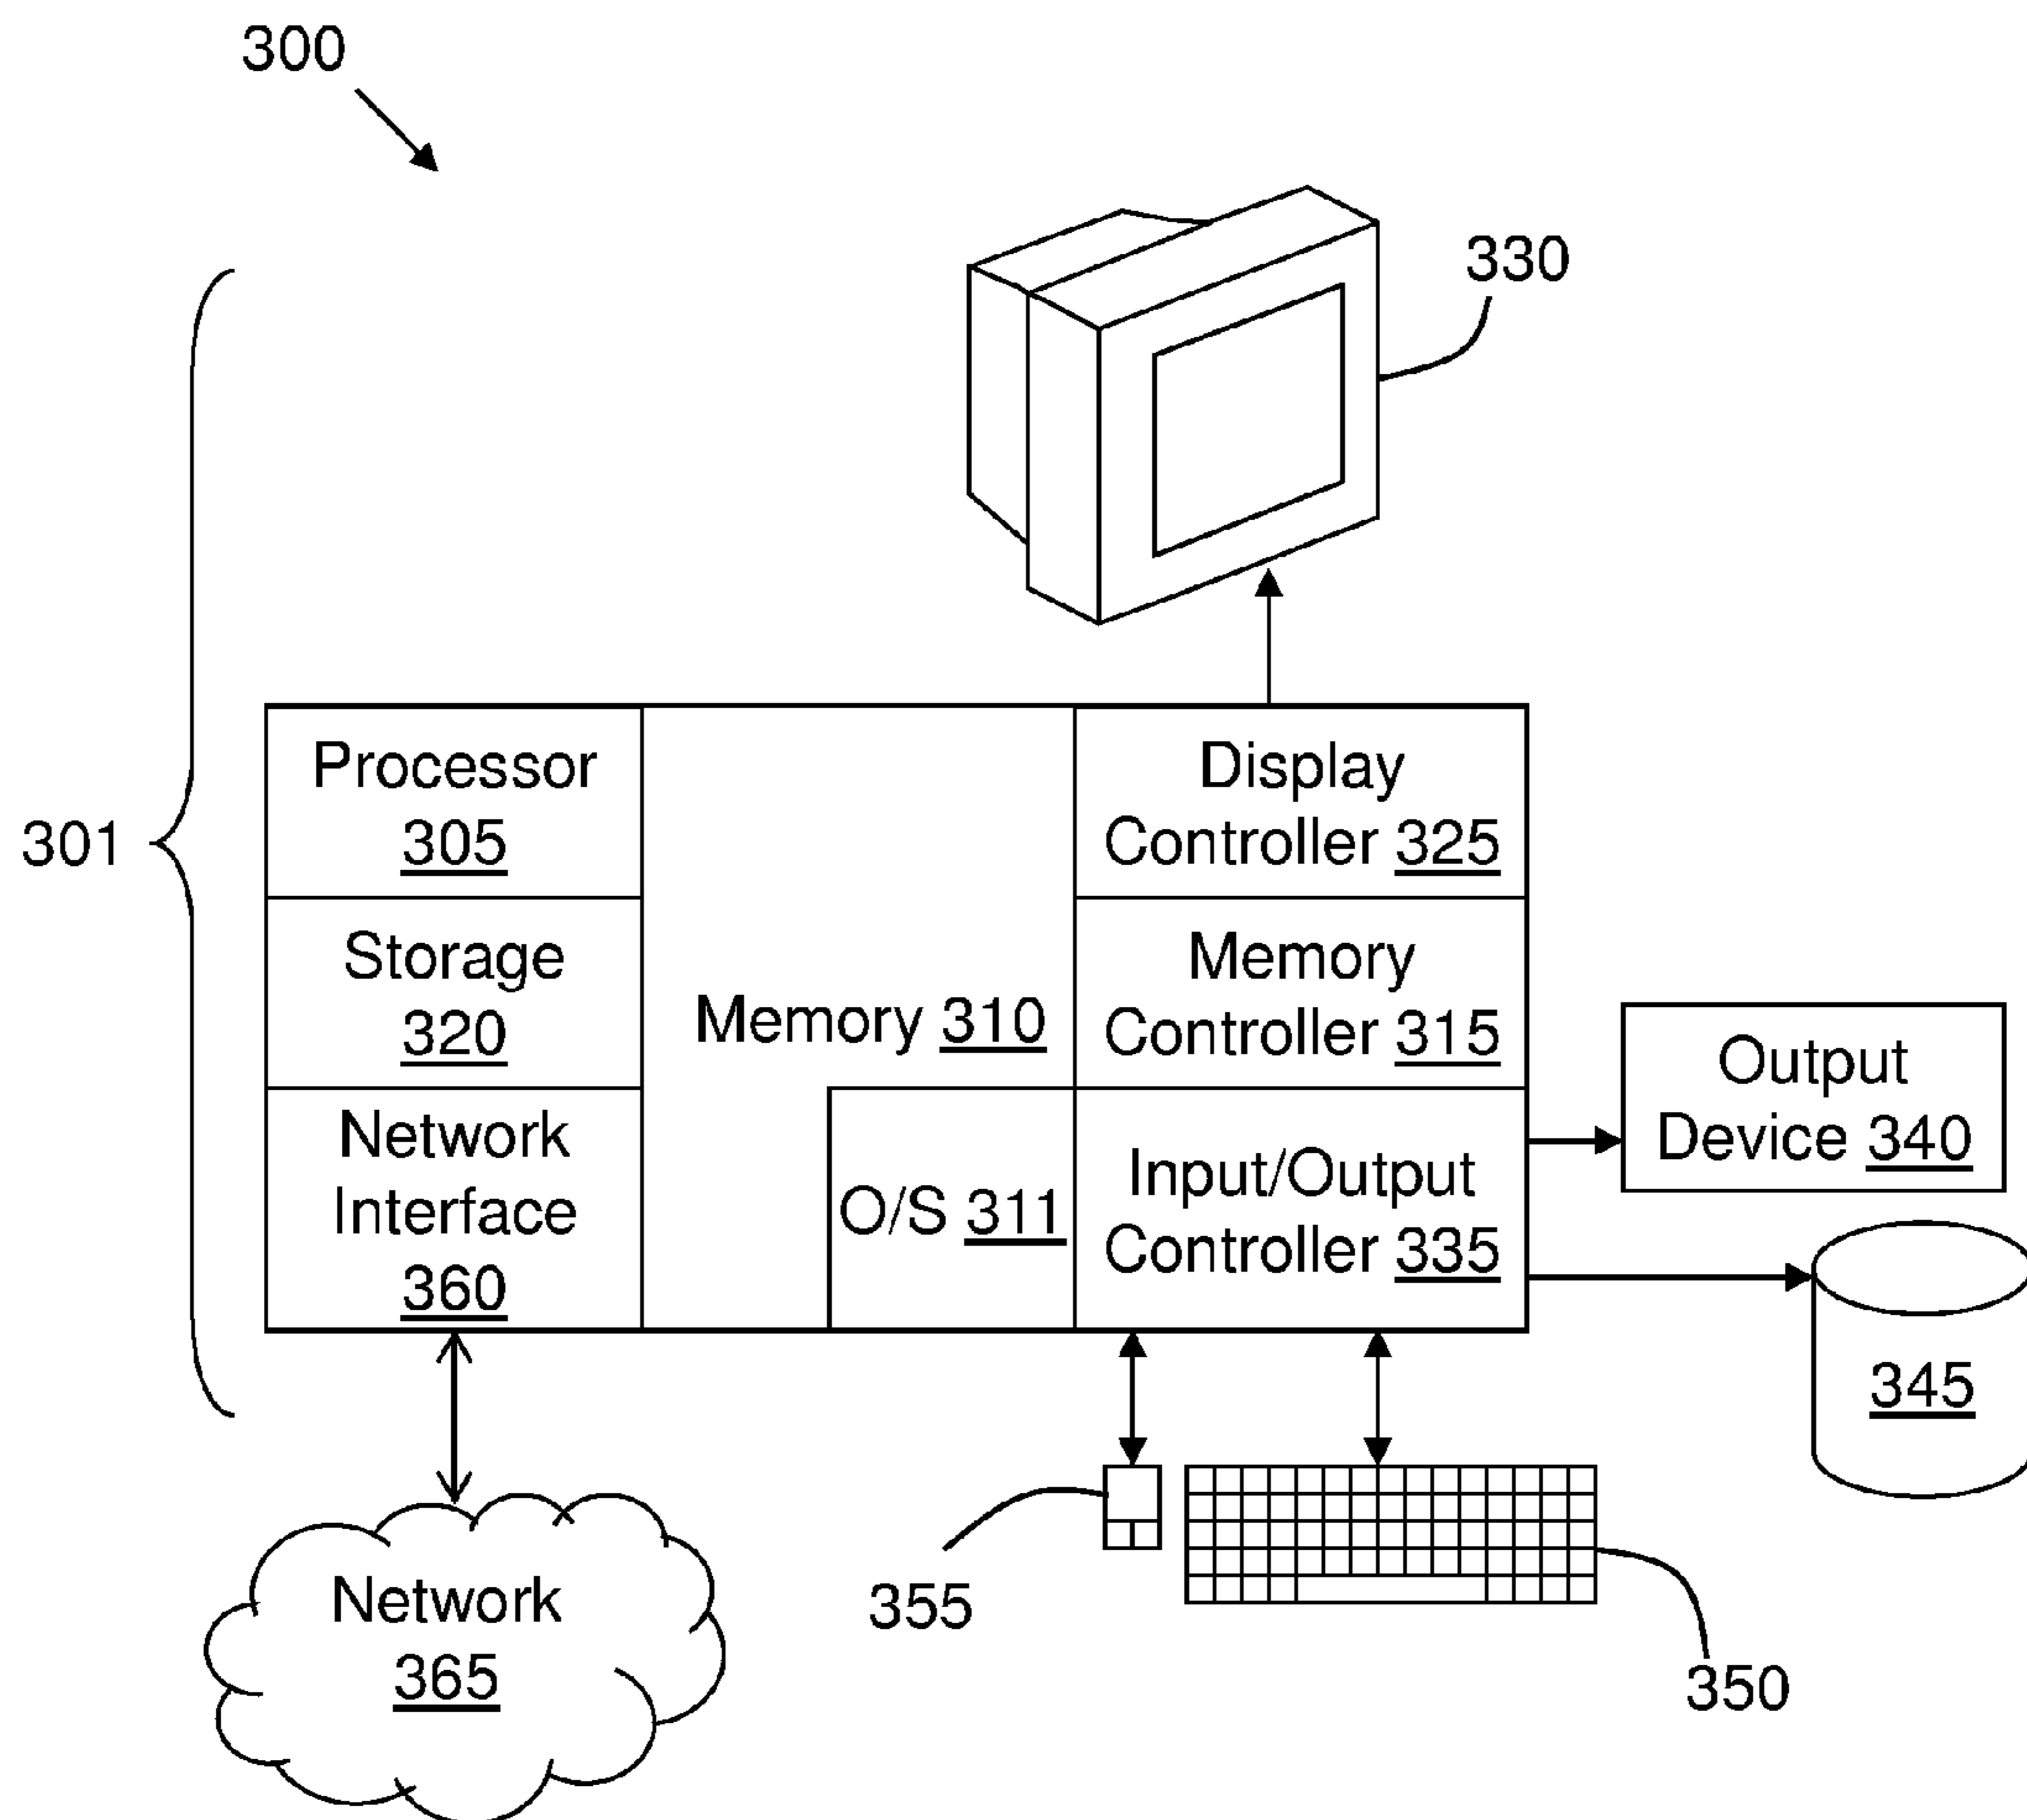 300
330
301
Processor
305
Display
Controller 325
Storage
320
Memory 310
Memory
Controller 315
Network
Interface
360
O/S 311
Input/Output
Controller 335
Output
Device 340
345
355
350
Network
365